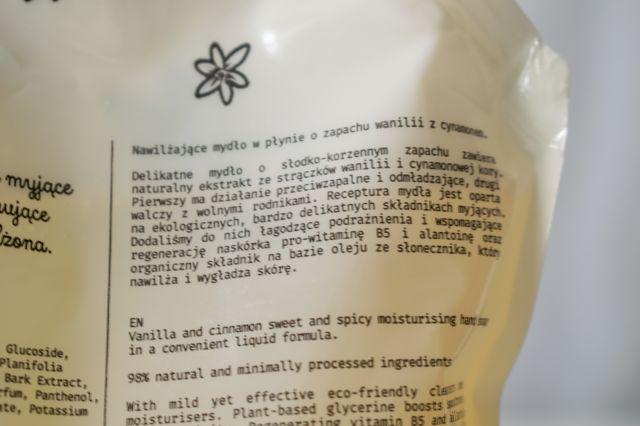 myjące
ujące
żona.
Glucoside,
Planifolia
Bark Extract,
rfum, Panthenol,
ate, Potassium
Nawilżające mydło w płynie o zapachu wanilii z cynamonem.
Delikatne mydło o słodko-korzennym zapachu zawiera
naturalny ekstrakt ze strączków wanilii i cynamonowej kory.
Pierwszy ma działanie przeciwzapalne i odmładzające, drugi
walczy z wolnymi rodnikami. Receptura mydła jest oparta
na ekologicznych, bardzo delikatnych składnikach myjących.
Dodaliśmy do nich łagodzące podrażnienia i wspomagające
regenerację naskórka pro-witaminę B5 i alantoinę oraz
organiczny składnik na bazie oleju ze słonecznika, który
nawilża i wygładza skórę.
EN
Vanilla and cinnamon sweet and spicy moisturising hand soap
in a convenient liquid formula.
98% natural and minimally processed ingredients
With mild yet effective eco-friendly
moisturisers. Plant-based glycerine boosts
Regenerating vitamin B5 and